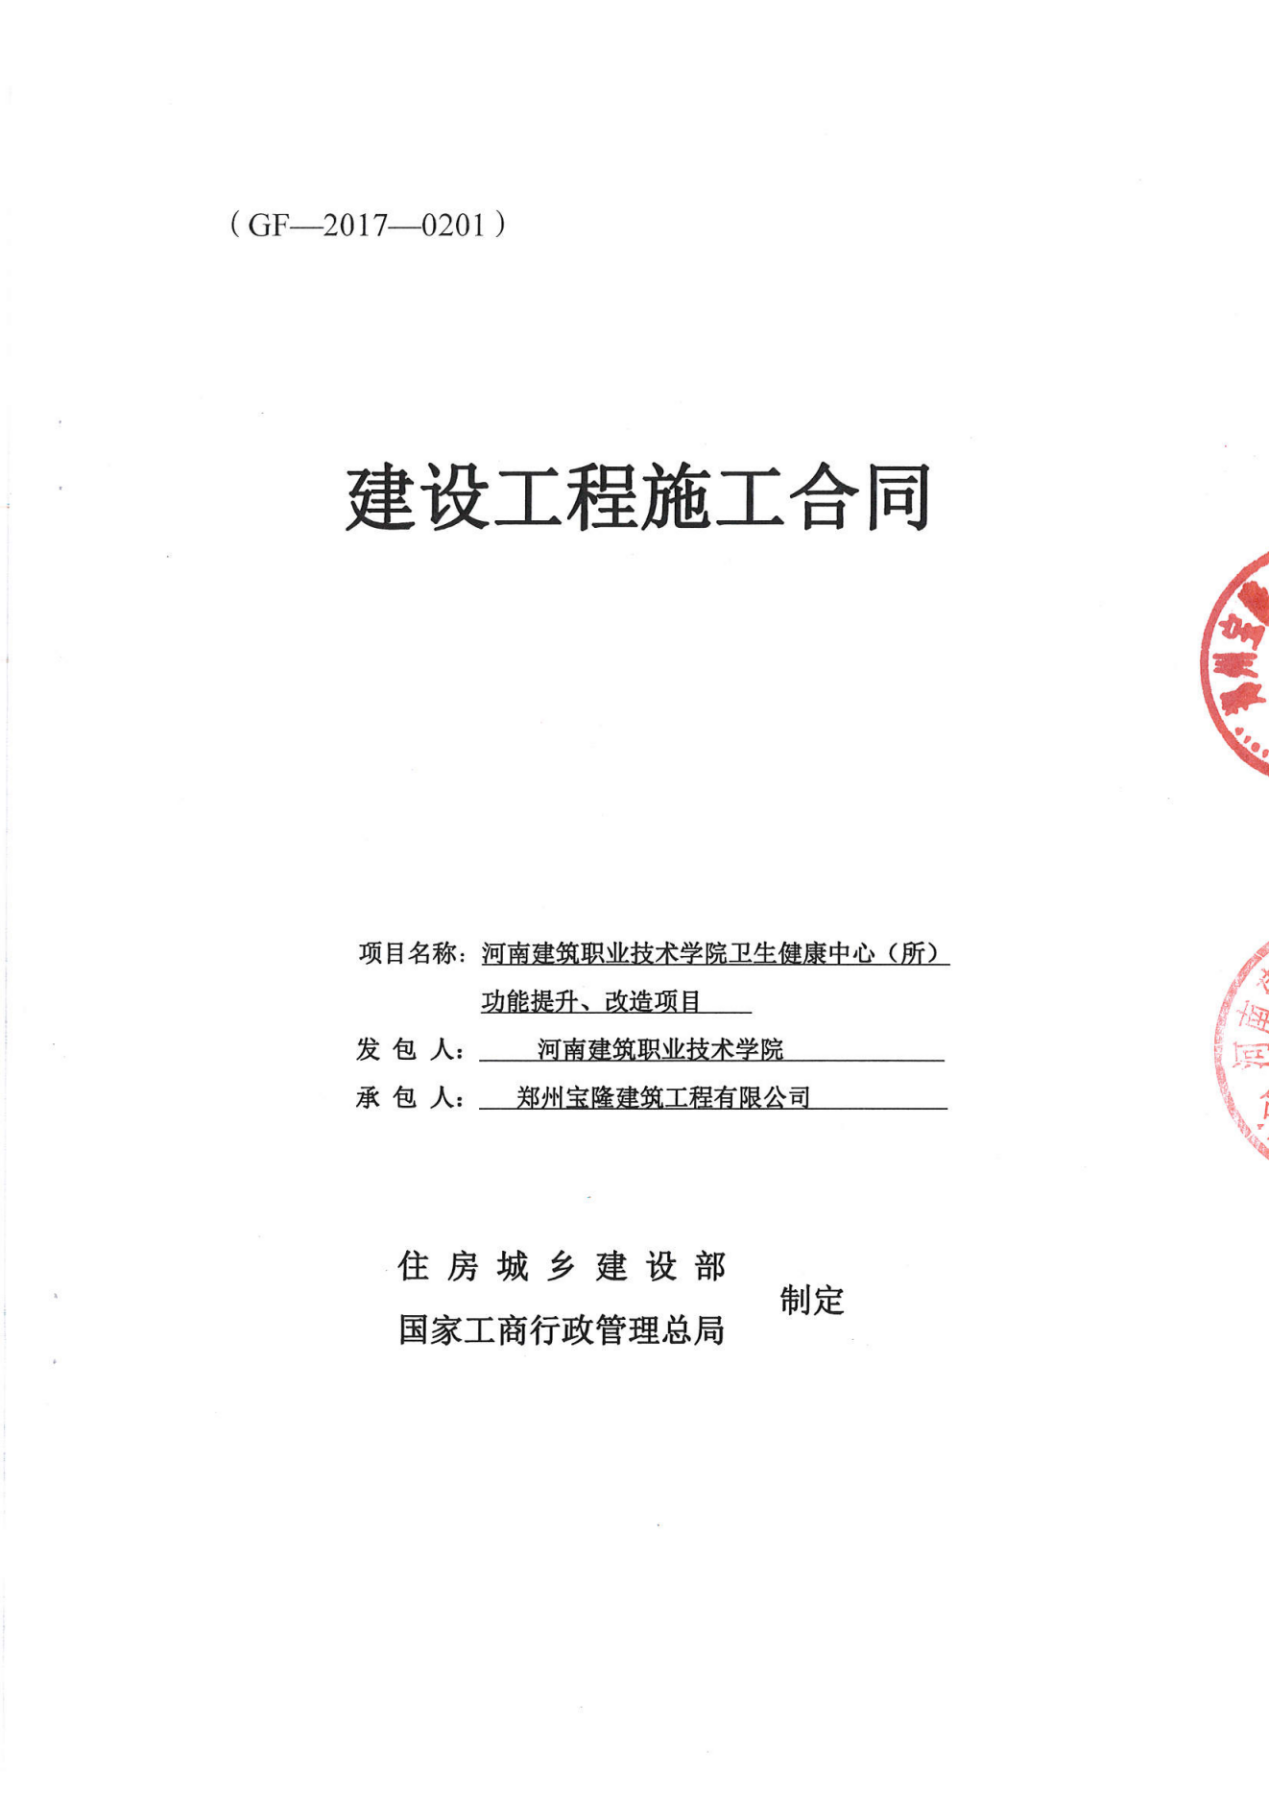 （GF—2017—0201）
建设工程施工合同
项目名称：河南建筑职业技术学院卫生健康中心（所）
功能提升、改造项目
发 包 人：河南建筑职业技术学院
承 包 人：郑州宝隆建筑工程有限公司
住 房 城 乡 建 设 部
国家工商行政管理总局
制定
州宝
河南